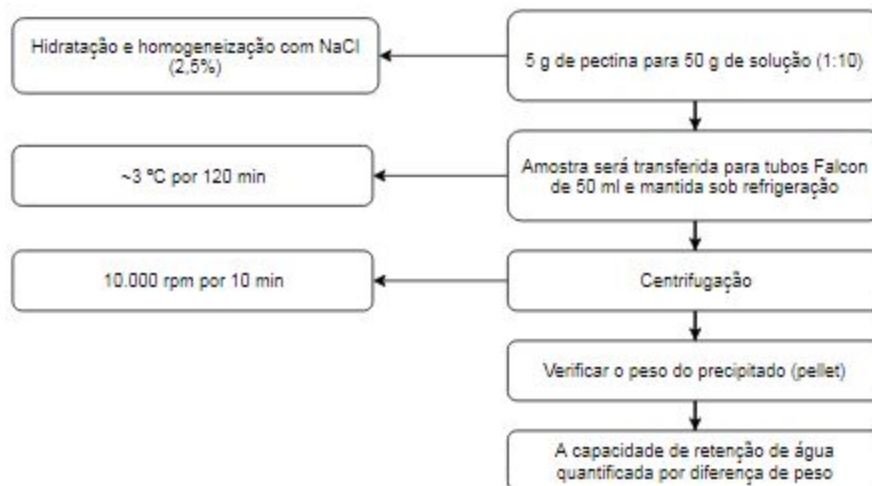 Hidratação e homogeneização com NaCl
(2,5%)
5 g de pectina para 50 g de solução (1:10)
~3 ºC por 120 min
Amostra será transferida para tubos Falcon
de 50 ml e mantida sob refrigeração
10.000 rpm por 10 min
Centrifugação
Verificar o peso do precipitado (pellet)
A capacidade de retenção de água
quantificada por diferença de peso